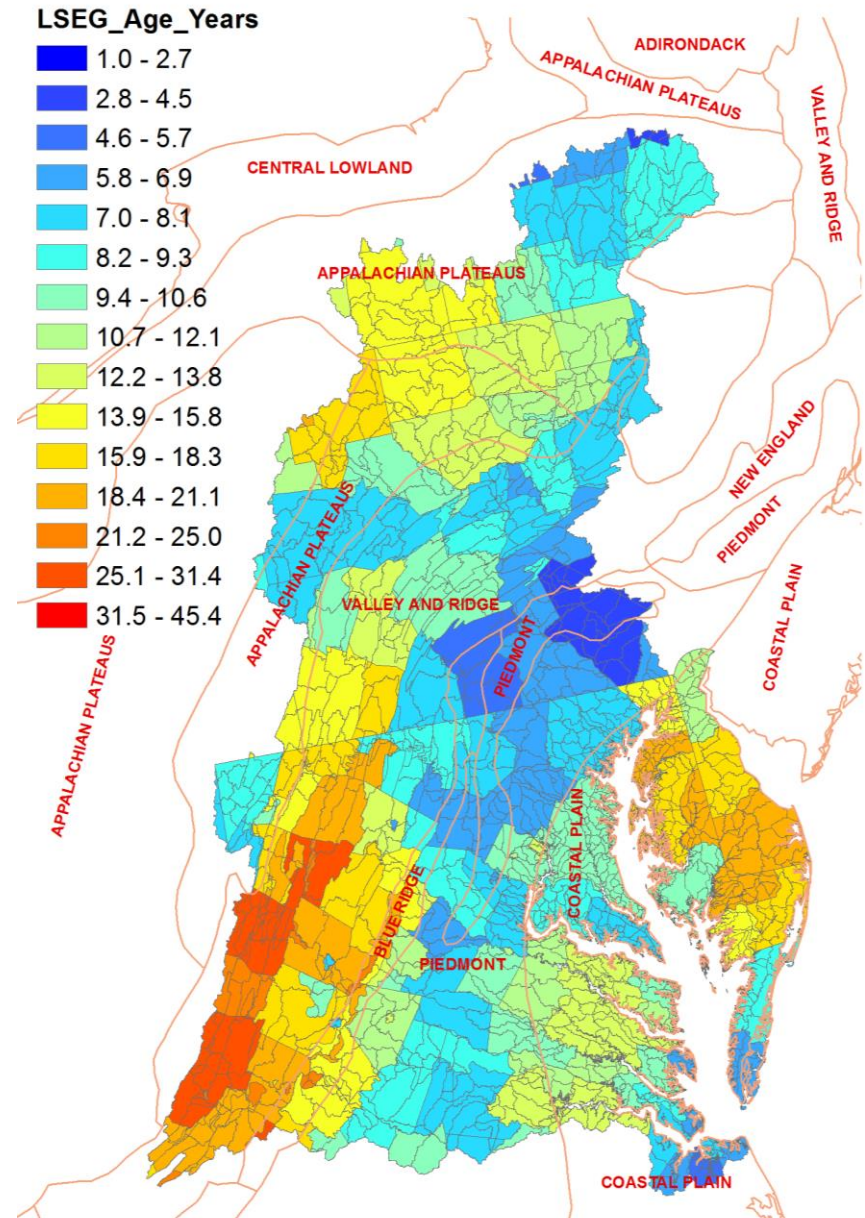 LSEG_Age_Years
1.0 - 2.7
2.8 - 4.5
4.6 - 5.7
5.8 - 6.9
7.0 - 8.1
8.2 - 9.3
9.4 - 10.6
10.7 - 12.1
12.2 - 13.8
13.9 - 15.8
15.9 - 18.3
18.4 - 21.1
21.2 - 25.0
25.1 - 31.4
31.5 - 45.4
ADIRONDACK
APPALACHIAN PLATEAUS
VALLEY AND RIDGE
CENTRAL LOWLAND
APPALACHIAN PLATEAUS
NEW ENGLAND
PIEDMONT
COASTAL PLAIN
APPALACHIAN PLATEAUS
VALLEY AND RIDGE
PIEDMONT
APPALACHIAN PLATEAUS
COASTAL PLAIN
BLUE RIDGE
PIEDMONT
COASTAL PLAIN